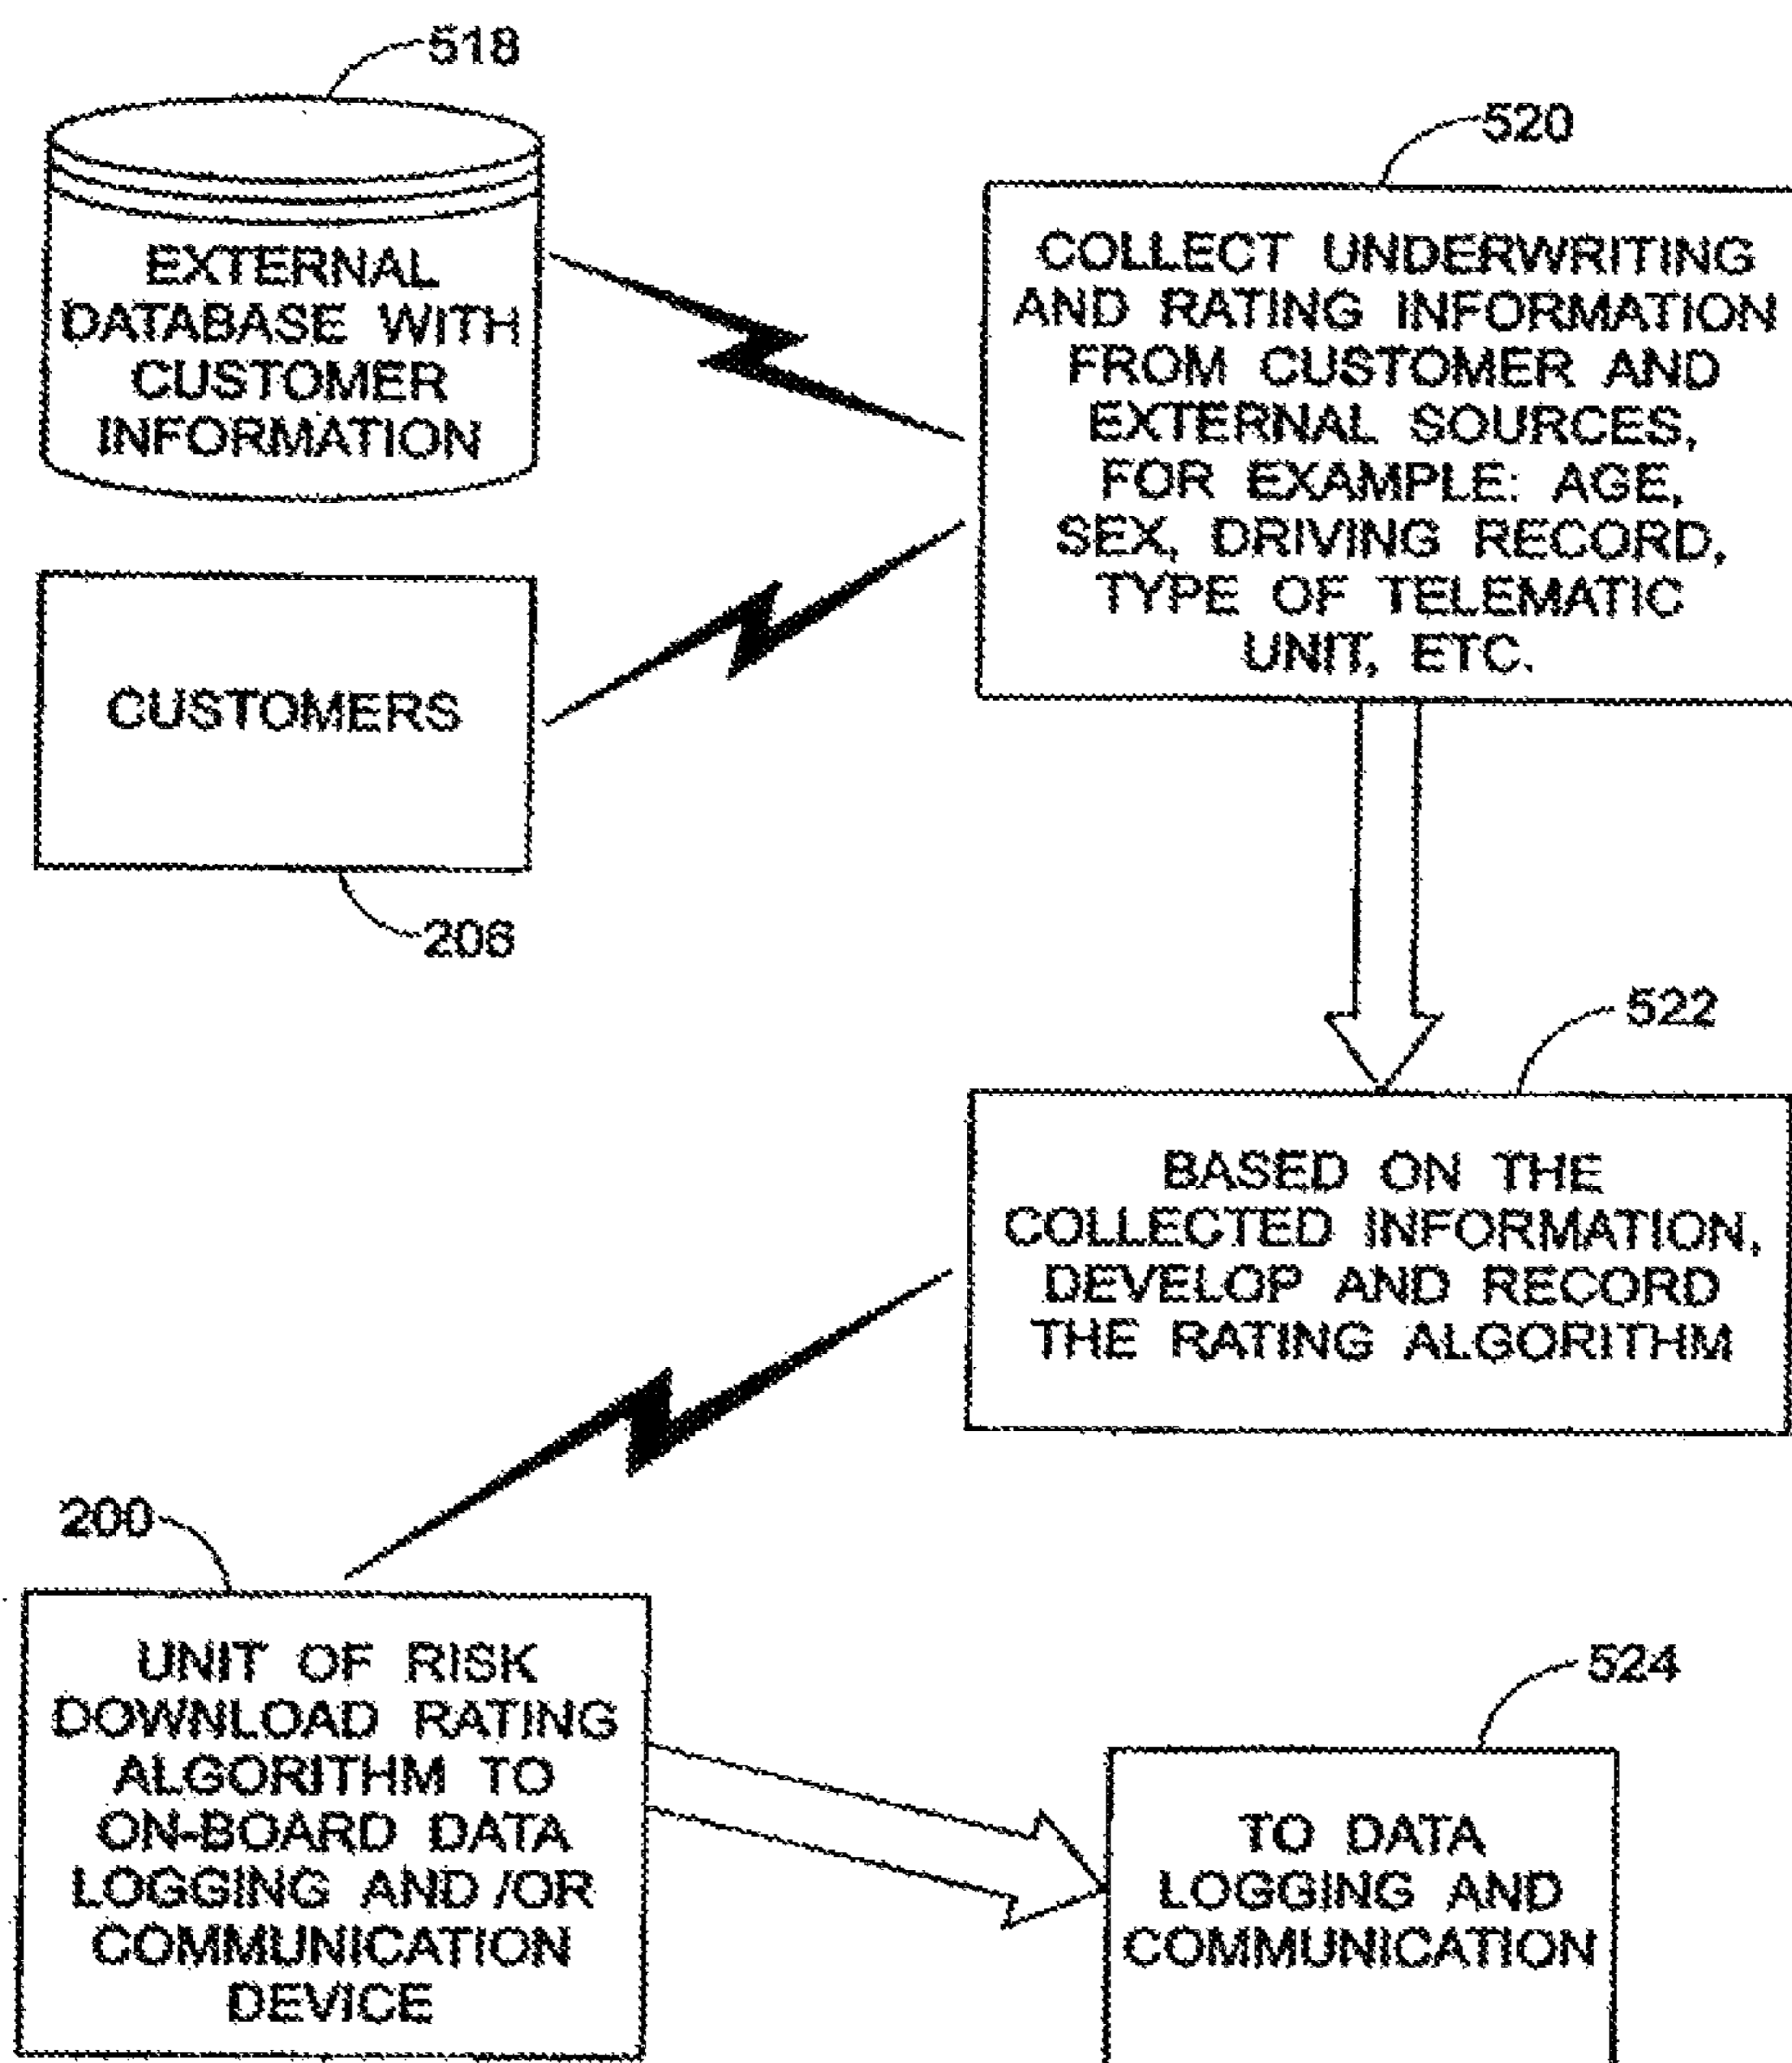 518
EXTERNAL
DATABASE WITH
CUSTOMER
INFORMATION
520
COLLECT UNDERWRITING
AND RATING INFORMATION
FROM CUSTOMER AND
EXTERNAL SOURCES,
FOR EXAMPLE: AGE,
SEX, DRIVING RECORD,
TYPE OF TELEMATIC
UNIT, ETC.
CUSTOMERS
206
522
BASED ON THE
COLLECTED INFORMATION,
DEVELOP AND RECORD
THE RATING ALGORITHM
200
UNIT OF RISK
DOWNLOAD RATING
ALGORITHM TO
ON-BOARD DATA
LOGGING AND /OR
COMMUNICATION
DEVICE
524
TO DATA
LOGGING AND
COMMUNICATION